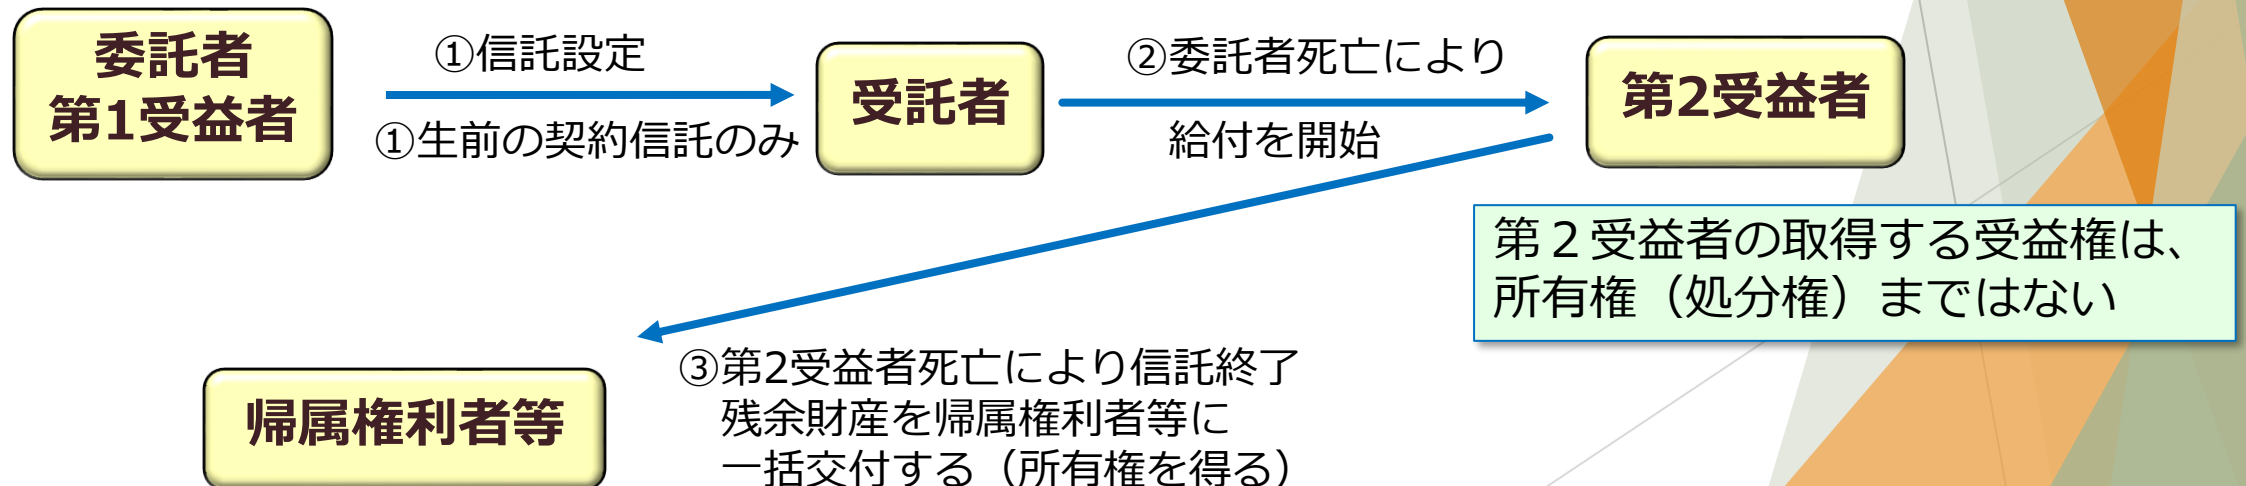 委託者
第1受益者
①信託設定
①生前の契約信託のみ
受託者
②委託者死亡により
給付を開始
第2受益者
第２受益者の取得する受益権は、
所有権（処分権）まではない
帰属権利者等
③第2受益者死亡により信託終了
残余財産を帰属権利者等に
一括交付する（所有権を得る）